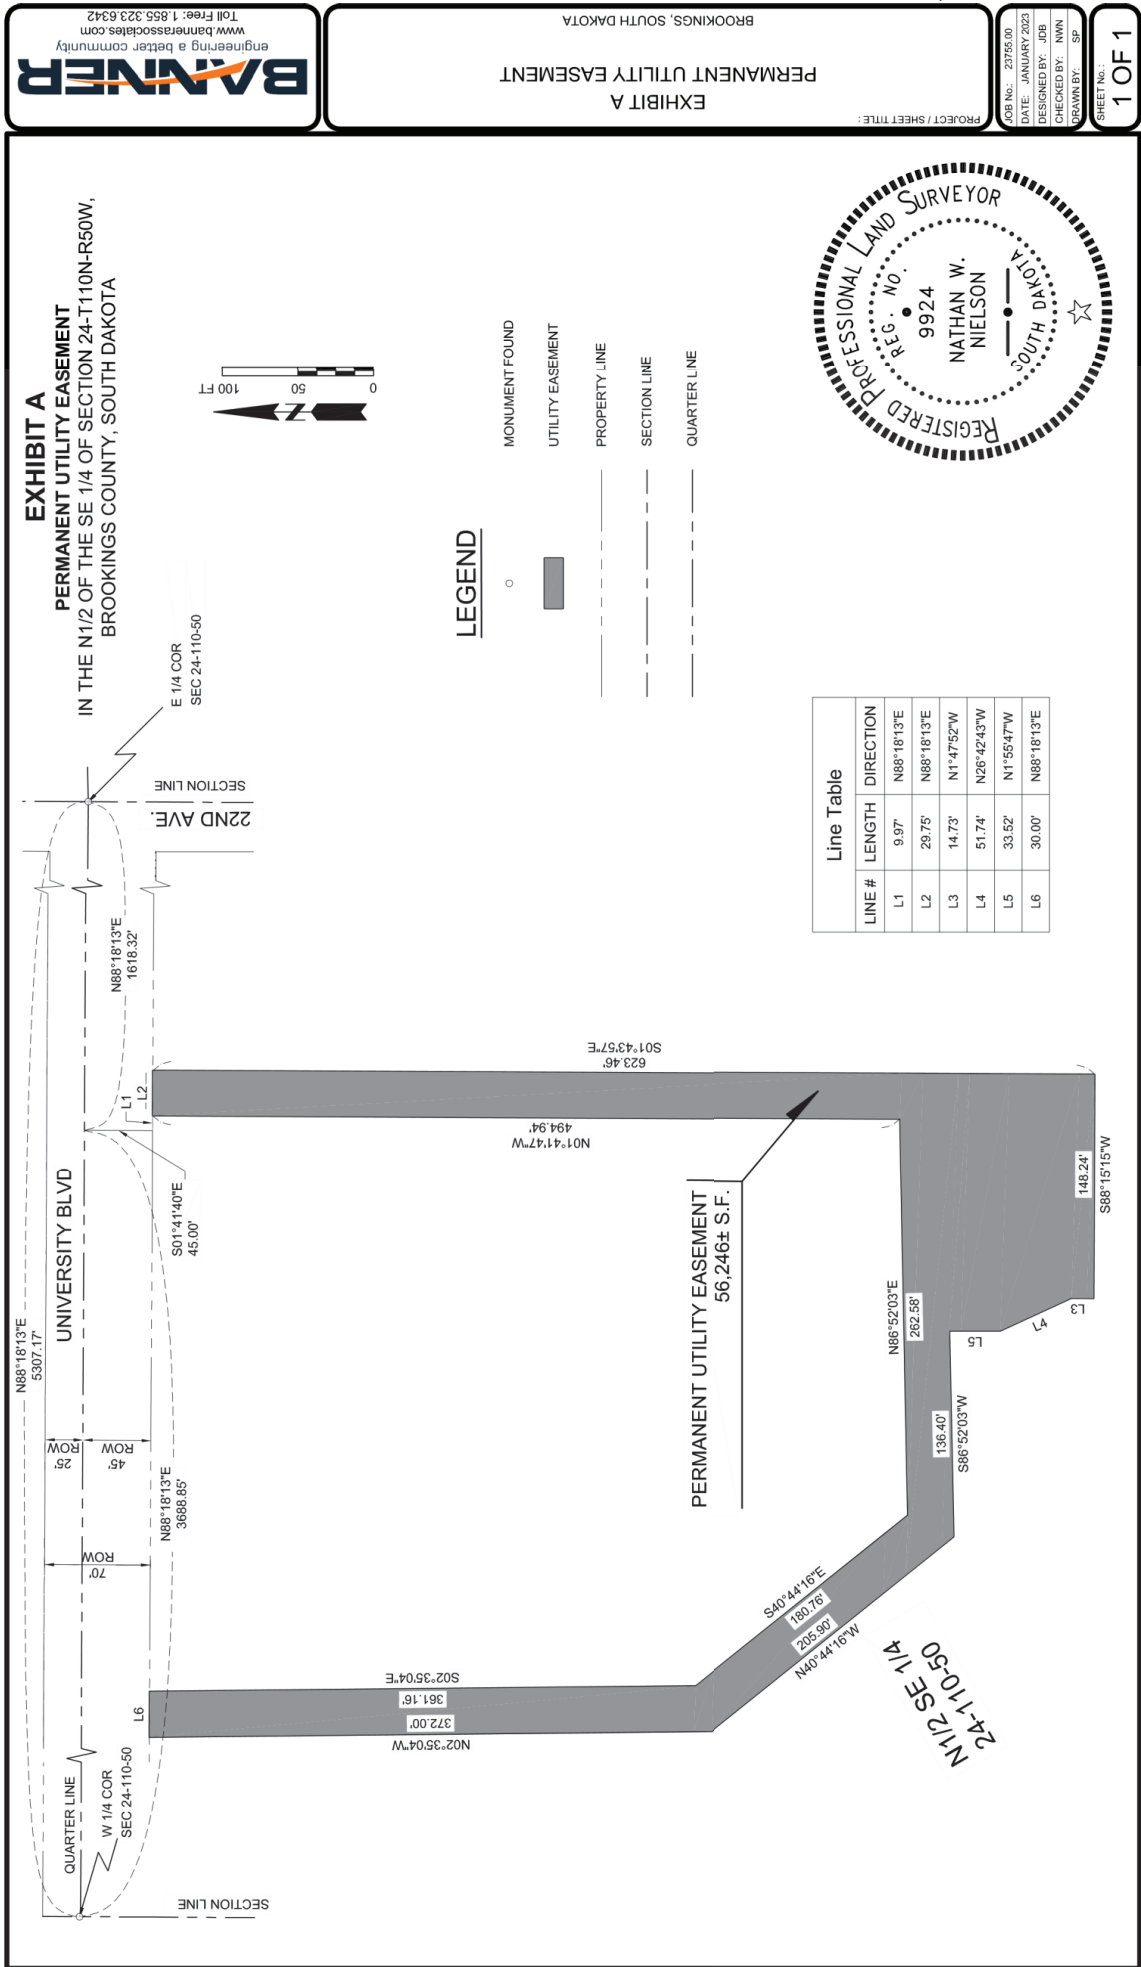 EXHIBIT A
PERMANENT UTILITY EASEMENT
IN THE N1/2 OF THE SE 1/4 OF SECTION 24-T110N-R50W,
BROOKINGS COUNTY, SOUTH DAKOTA
N88°18'13"E
5307.17'
UNIVERSITY BLVD
QUARTER LINE
W 1/4 COR
SEC 24-110-50
SECTION LINE
70'
ROW
25'
ROW
45'
ROW
N88°18'13"E
3688.85'
S01°41'40"E
45.00'
N88°18'13"E
1618.32'
L1
L2
22ND AVE.
SECTION LINE
E 1/4 COR
SEC 24-110-50
N
0
50
100 FT
L6
N02°35'04"W
372.00'
361.16'
S02°35'04"E
N01°41'47"W
494.94'
623.46'
S01°43'57"E
PERMANENT UTILITY EASEMENT
56,246± S.F.
S40°44'16"E
180.76'
205.90'
N40°44'16"W
N86°52'03"E
262.58'
136.40'
S86°52'03"W
L5
L4
L3
148.24'
S88°15'15"W
N1/2 SE 1/4
24-110-50
LEGEND
MONUMENT FOUND
UTILITY EASEMENT
PROPERTY LINE
SECTION LINE
QUARTER LINE
Line Table
LINE # LENGTH DIRECTION
L1 9.97' N88°18'13"E
L2 29.75' N88°18'13"E
L3 14.73' N1°47'52"W
L4 51.74' N26°42'43"W
L5 33.52' N1°55'47"W
L6 30.00' N88°18'13"E
REGISTERED PROFESSIONAL LAND SURVEYOR
REG. NO.
9924
NATHAN W.
NIELSON
SOUTH DAKOTA
BANNER
engineering a better community
www.bannerassociates.com
Toll Free: 1.855.323.6342
PROJECT / SHEET TITLE :
EXHIBIT A
PERMANENT UTILITY EASEMENT
BROOKINGS, SOUTH DAKOTA
JOB No.: 23755.00
DATE: JANUARY 2023
DESIGNED BY: JDB
CHECKED BY: NWN
DRAWN BY: SP
SHEET No.:
1 OF 1